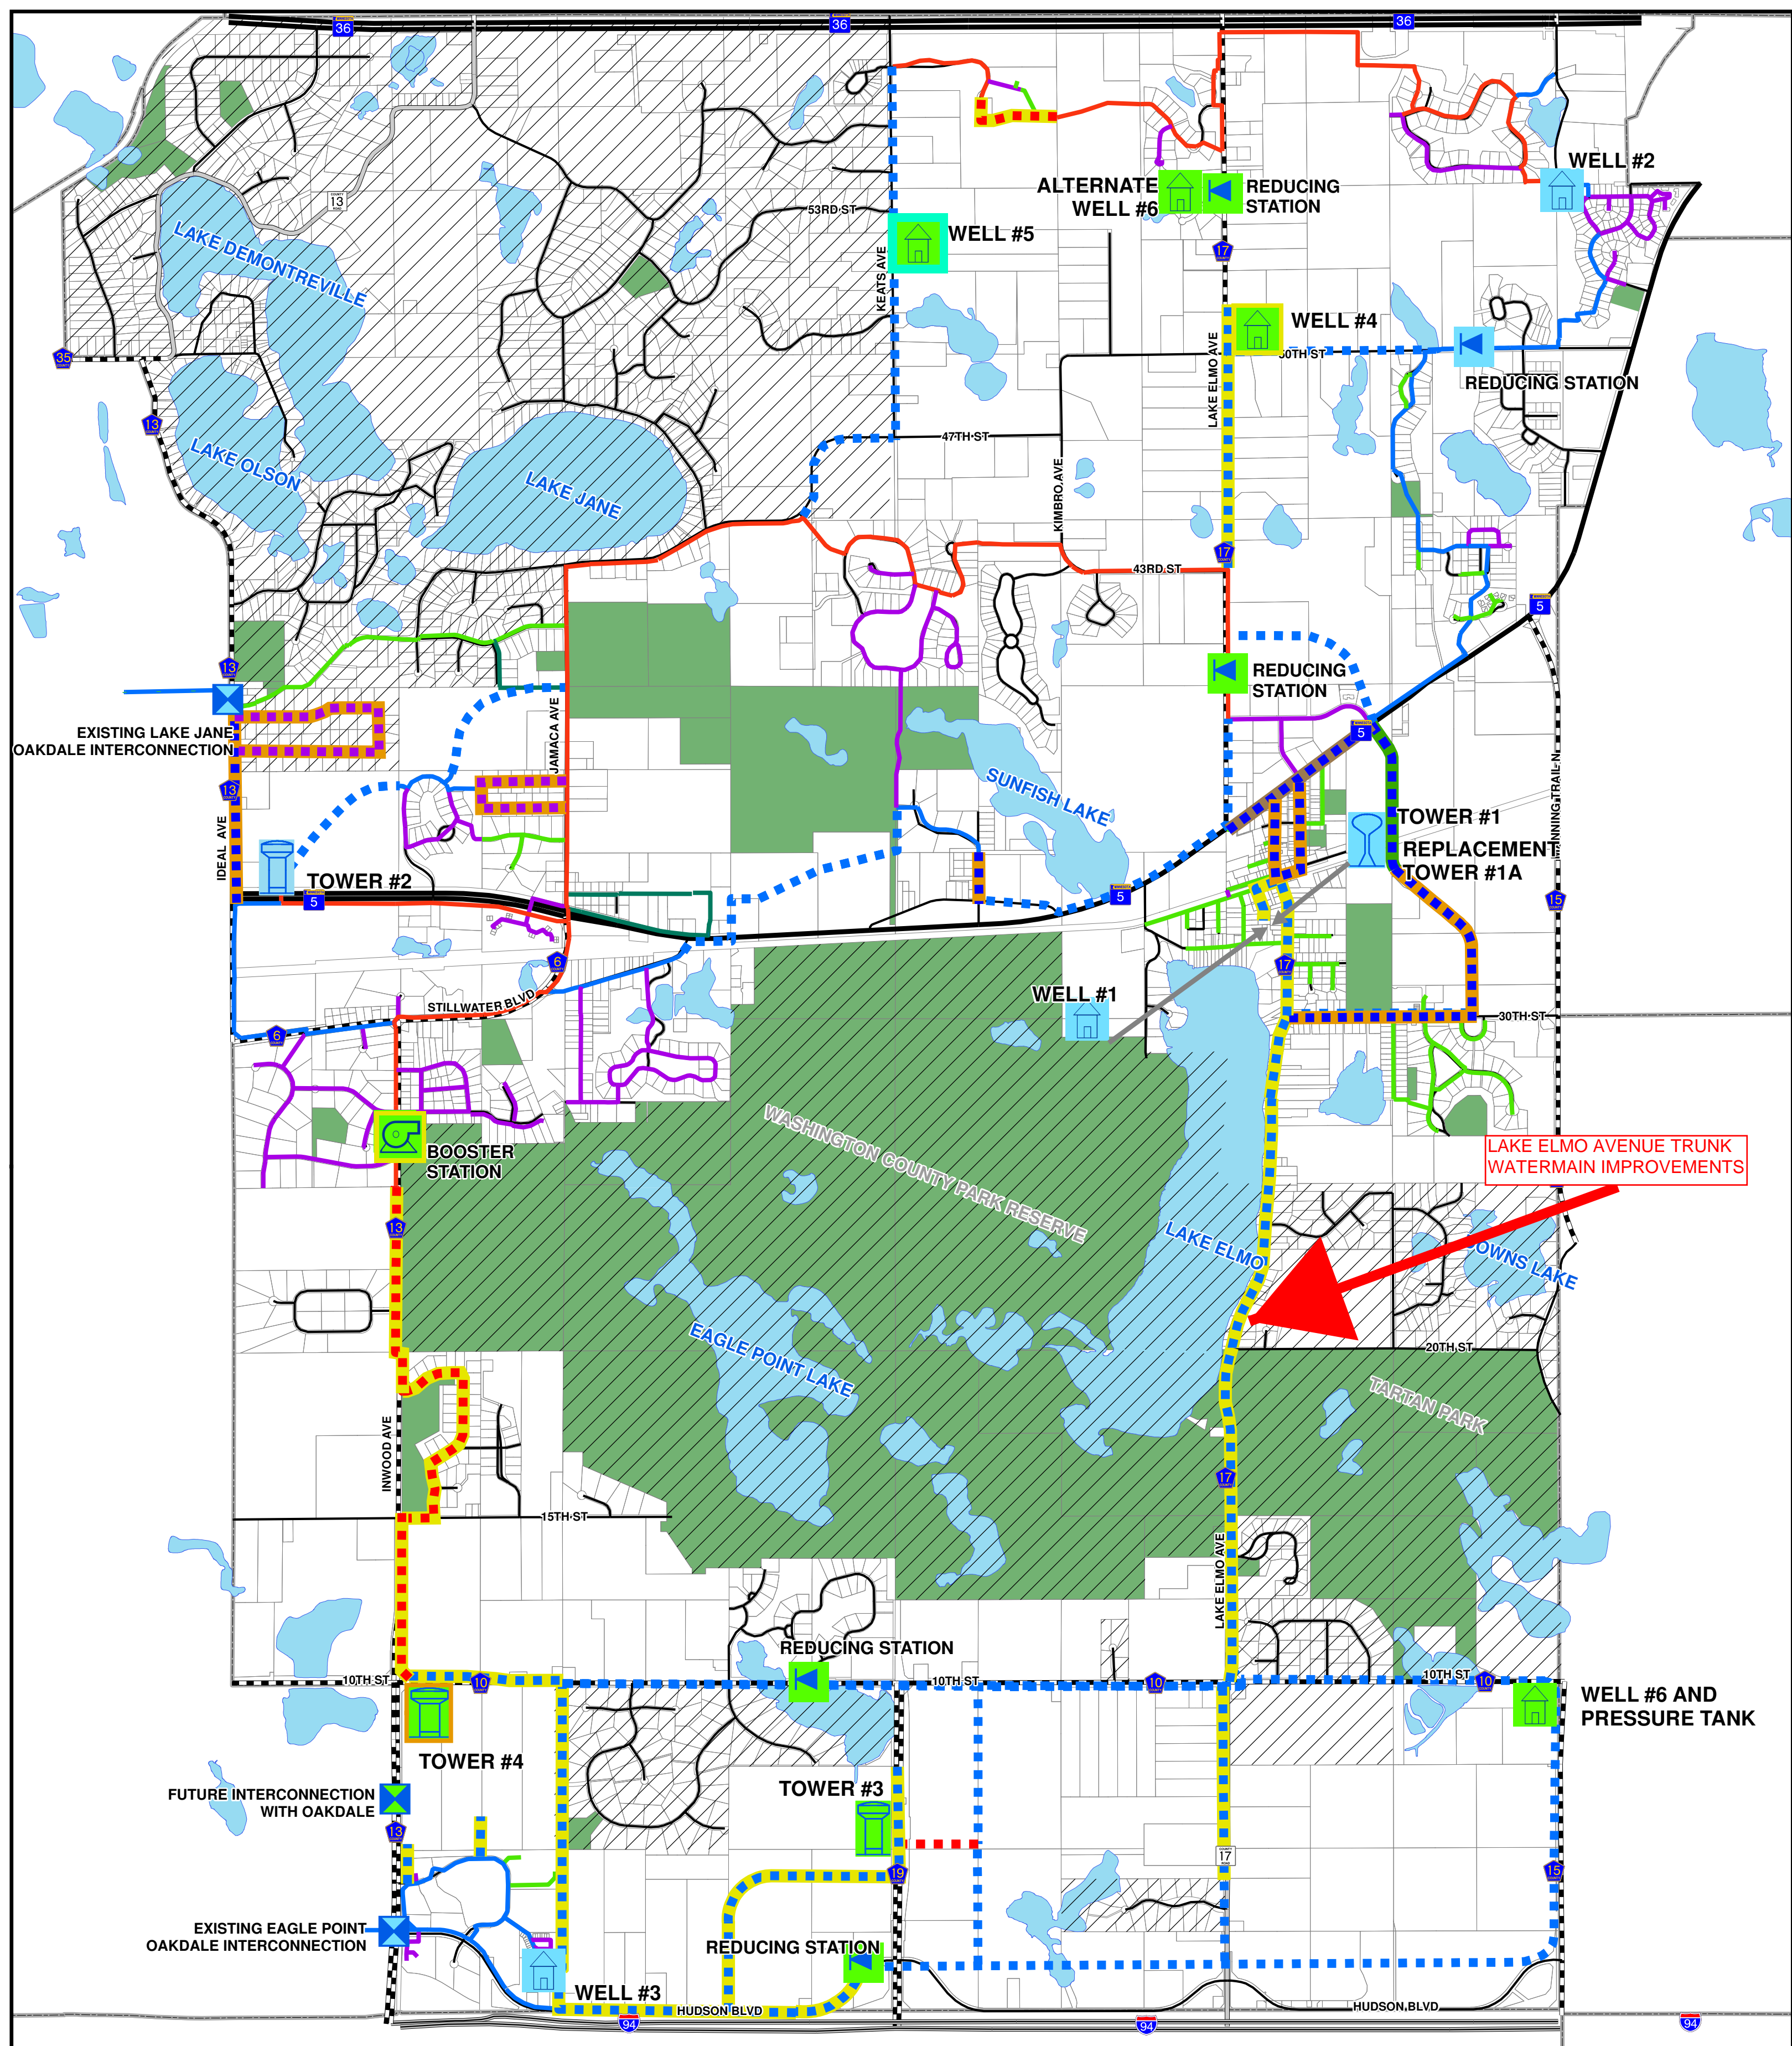 36
36
36
COUNTY
13
ROAD
WELL #2
ALTERNATE
WELL #6
REDUCING
STATION
53RD ST
WELL #5
LAKE DEMONTREVILLE
KEATS AVE
17
WELL #4
LAKE ELMO AVE
50TH ST
35
REDUCING STATION
13
LAKE OLSON
LAKE JANE
47TH ST
KIMBRO AVE
17
43RD ST
5
13
REDUCING
STATION
EXISTING LAKE JANE
OAKDALE INTERCONNECTION
JAMACA AVE
5
MANNING TRAIL N
13
SUNFISH LAKE
TOWER #1
REPLACEMENT
TOWER #1A
IDEAL AVE
TOWER #2
5
5
15
6
17
STILLWATER BLVD
WELL #1
30TH ST
6
WASHINGTON COUNTY PARK RESERVE
BOOSTER
STATION
LAKE ELMO AVENUE TRUNK
WATERMAIN IMPROVEMENTS
13
LAKE ELMO
DOWNS LAKE
EAGLE POINT LAKE
20TH ST
TARTAN PARK
INWOOD AVE
17
15TH ST
LAKE ELMO AVE
REDUCING STATION
10TH ST
10
10TH ST
10
10TH ST
10
WELL #6 AND
PRESSURE TANK
TOWER #4
FUTURE INTERCONNECTION
WITH OAKDALE
TOWER #3
13
COUNTY
17
ROAD
19
15
EXISTING EAGLE POINT
OAKDALE INTERCONNECTION
REDUCING STATION
WELL #3
HUDSON BLVD
HUDSON BLVD
94
94
94